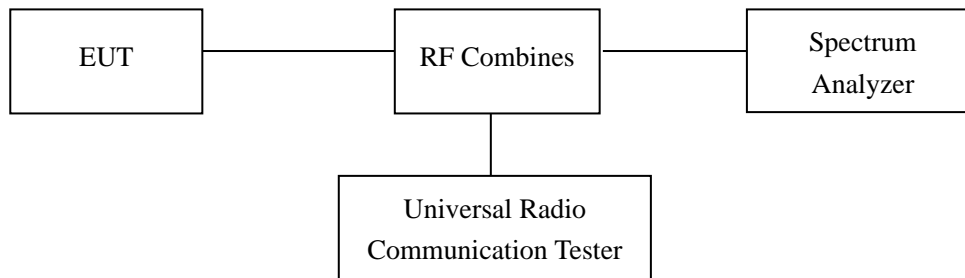 EUT
RF Combines
Spectrum
Analyzer
Universal Radio
Communication Tester